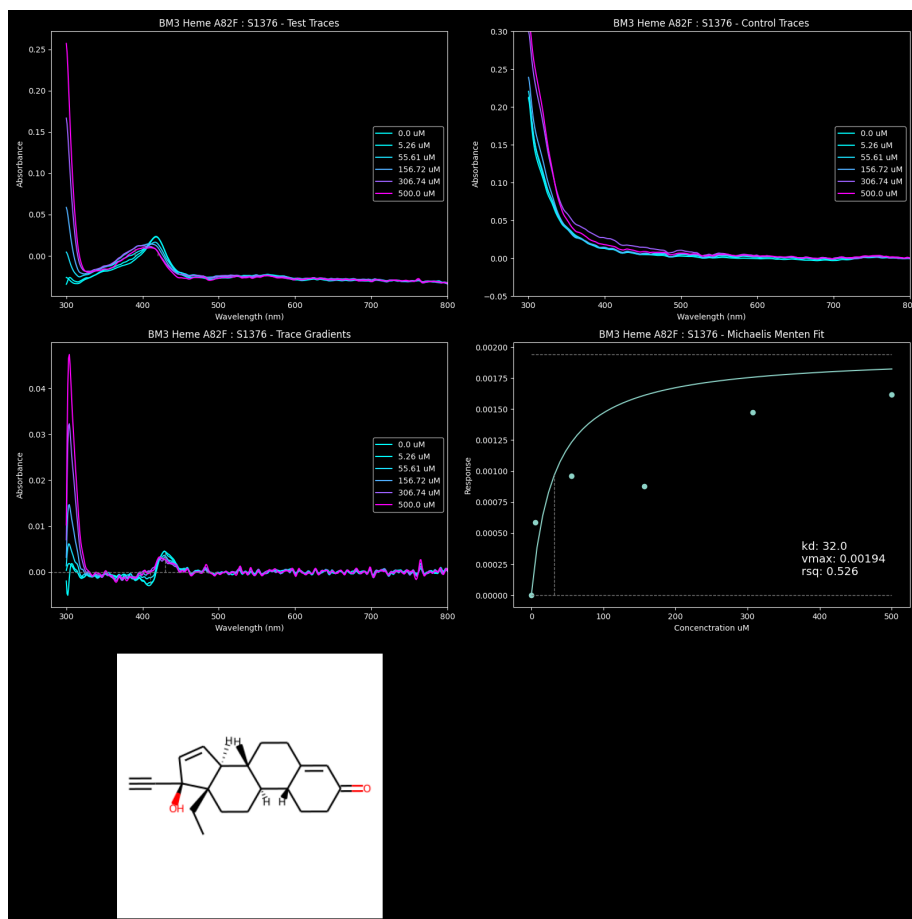 BM3 Heme A82F : S1376 - Test Traces
0.25
0.20
0.15
0.10
0.05
0.00
Absorbance
0.0 uM
5.26 uM
55.61 uM
156.72 uM
306.74 uM
500.0 uM
300
400
500
600
700
800
Wavelength (nm)
BM3 Heme A82F : S1376 - Control Traces
0.30
0.25
0.20
0.15
0.10
0.05
0.00
−0.05
Absorbance
0.0 uM
5.26 uM
55.61 uM
156.72 uM
306.74 uM
500.0 uM
300
400
500
600
700
800
Wavelength (nm)
BM3 Heme A82F : S1376 - Trace Gradients
0.04
0.03
0.02
0.01
0.00
Absorbance
0.0 uM
5.26 uM
55.61 uM
156.72 uM
306.74 uM
500.0 uM
300
400
500
600
700
800
Wavelength (nm)
BM3 Heme A82F : S1376 - Michaelis Menten Fit
0.00200
0.00175
0.00150
0.00125
0.00100
0.00075
0.00050
0.00025
0.00000
Response
kd: 32.0
vmax: 0.00194
rsq: 0.526
0
100
200
300
400
500
Concenctration uM
H
H
H
H
OH
O